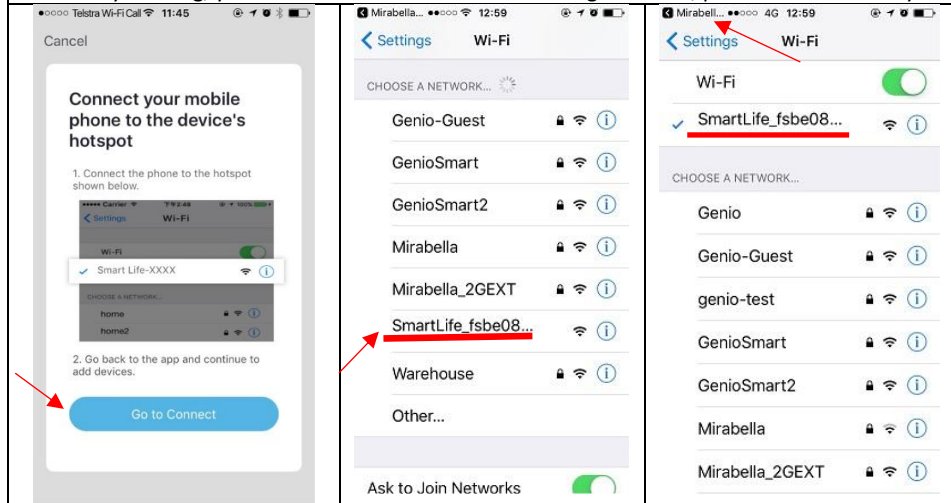 ●○○○○ Telstra Wi-Fi Call 11:45
Cancel
Connect your mobile
phone to the device's
hotspot
1. Connect the phone to the hotspot
shown below.
●●●●● Carrier
100%
Settings Wi-Fi
Wi-Fi
Smart Life-XXXX
CHOOSE A NETWORK...
home
home2
2. Go back to the app and continue to
add devices.
Go to Connect
Mirabella... ●●○○○ 12:59
Settings Wi-Fi
CHOOSE A NETWORK...
Genio-Guest
GenioSmart
GenioSmart2
Mirabella
Mirabella_2GEXT
SmartLife_fsbe08...
Warehouse
Other...
Ask to Join Networks
Mirabell... ●●○○○ 4G 12:59
Settings Wi-Fi
Wi-Fi
SmartLife_fsbe08...
CHOOSE A NETWORK...
Genio
Genio-Guest
genio-test
GenioSmart
GenioSmart2
Mirabella
Mirabella_2GEXT